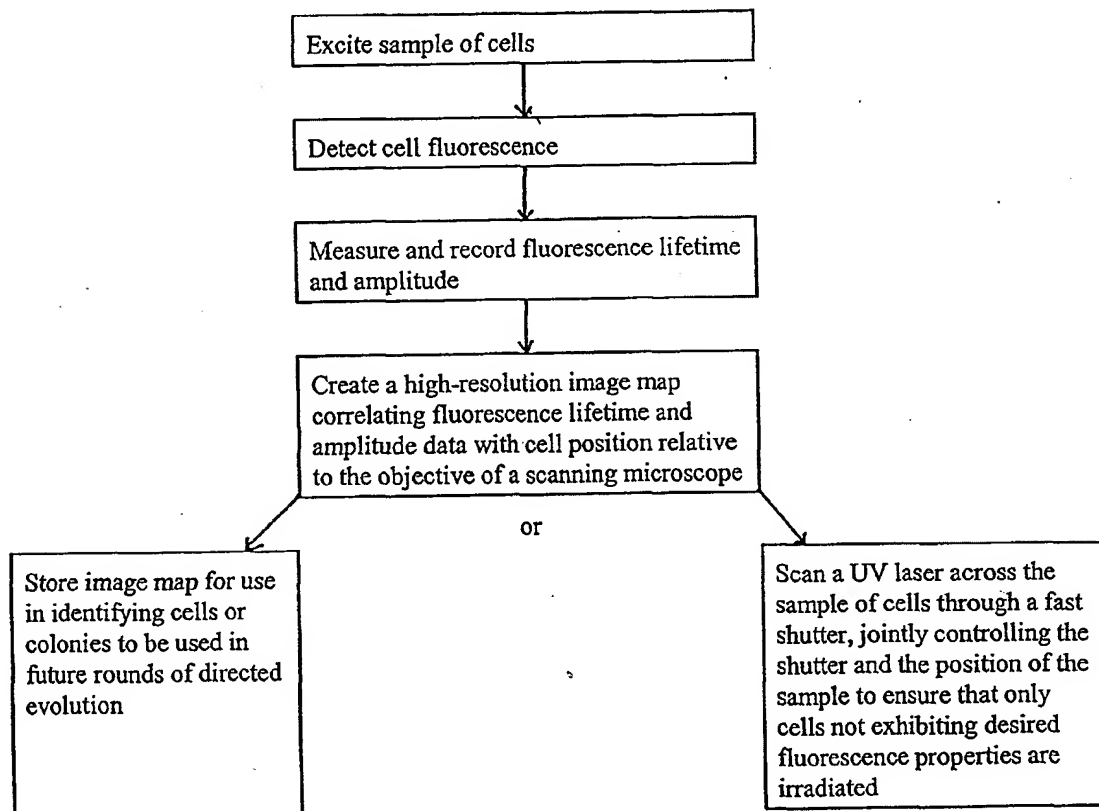 Excite sample of cells
Detect cell fluorescence
Measure and record fluorescence lifetime
and amplitude
Create a high-resolution image map
correlating fluorescence lifetime and
amplitude data with cell position relative
to the objective of a scanning microscope
or
Store image map for use
in identifying cells or
colonies to be used in
future rounds of directed
evolution
Scan a UV laser across the
sample of cells through a fast
shutter, jointly controlling the
shutter and the position of the
sample to ensure that only
cells not exhibiting desired
fluorescence properties are
irradiated